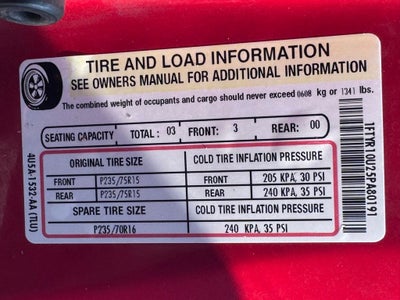 TIRE AND LOAD INFORMATION
SEE OWNERS MANUAL FOR ADDITIONAL INFORMATION
The combined weight of occupants and cargo should never exceed 0608 kg or 1341 lbs.
SEATING CAPACITY TOTAL: 03 FRONT: 3 REAR: 00
ORIGINAL TIRE SIZE COLD TIRE INFLATION PRESSURE
FRONT P235/75R15 205 KPA, 30 PSI
REAR P235/75R15 240 KPA, 35 PSI
SPARE TIRE SIZE COLD TIRE INFLATION PRESSURE
P235/70R16 240 KPA, 35 PSI
4U5A-1532-AA (TLU)
1FTYR10U25PA80191